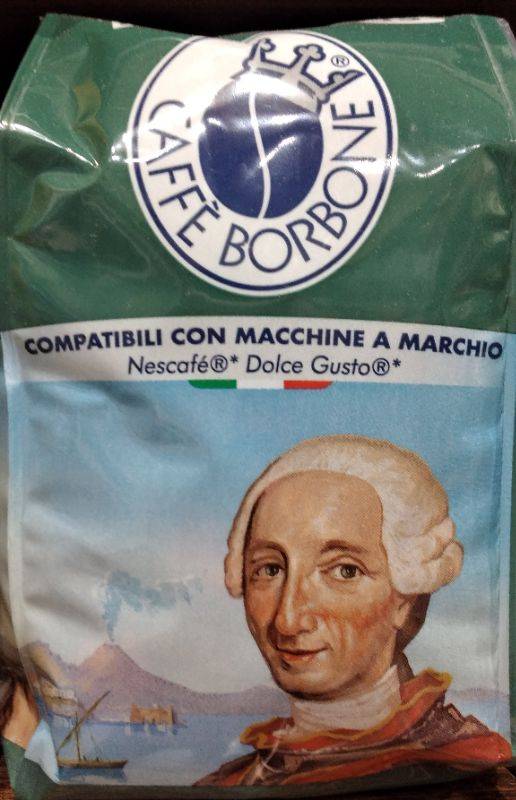 CAFFÈ BORBONE ®
COMPATIBILI CON MACCHINE A MARCHIO
Nescafé®* Dolce Gusto®*